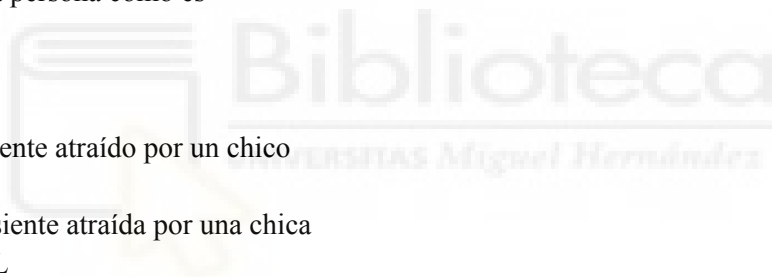 persona como es
Biblioteca
ente atraído por un chico
UNIVERSITAS Miguel Hernández
siente atraída por una chica